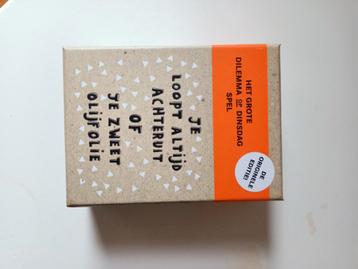 HET GROTE
DILEMMA OP DINSDAG
SPEL
DE
ORIGINELE
EDITIE!
JE
LOOPT ALTIJD
ACHTERUIT
OF
JE ZWEET
OLIJFOLIE